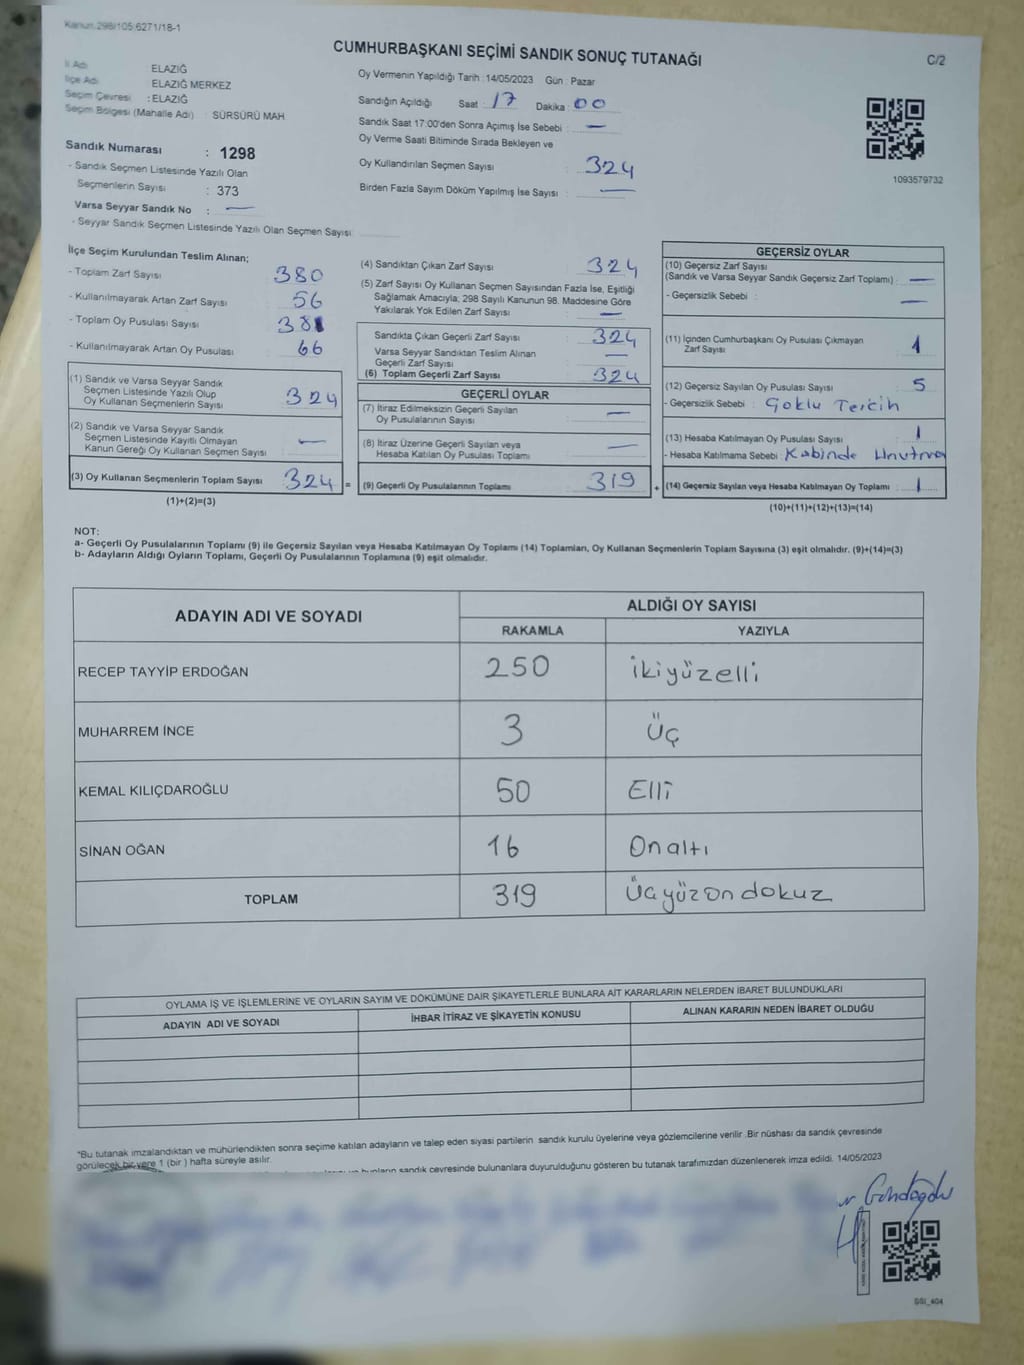 Kanun.298/105.6271/18-1
CUMHURBAŞKANI SEÇİMİ SANDIK SONUÇ TUTANAĞI
C/2
İl Adı : ELAZIĞ
İlçe Adı : ELAZIĞ MERKEZ
Seçim Çevresi : ELAZIĞ
Seçim Bölgesi (Mahalle Adı) : SÜRSÜRÜ MAH
Sandık Numarası : 1298
- Sandık Seçmen Listesinde Yazılı Olan
Seçmenlerin Sayısı : 373
Varsa Seyyar Sandık No : —
- Seyyar Sandık Seçmen Listesinde Yazılı Olan Seçmen Sayısı:
Oy Vermenin Yapıldığı Tarih : 14/05/2023 Gün : Pazar
Sandığın Açıldığı Saat : 17 Dakika : 00
Sandık Saat 17:00'den Sonra Açımış İse Sebebi : —
Oy Verme Saati Bitiminde Sırada Bekleyen ve
Oy Kullandırılan Seçmen Sayısı : 324
Birden Fazla Sayım Döküm Yapılmış İse Sayısı : —
1093579732
İlçe Seçim Kurulundan Teslim Alınan;
- Toplam Zarf Sayısı 380
- Kullanılmayarak Artan Zarf Sayısı 56
- Toplam Oy Pusulası Sayısı 381
- Kullanılmayarak Artan Oy Pusulası 66
(1) Sandık ve Varsa Seyyar Sandık
Seçmen Listesinde Yazılı Olup
Oy Kullanan Seçmenlerin Sayısı 324
(2) Sandık ve Varsa Seyyar Sandık
Seçmen Listesinde Kayıtlı Olmayan
Kanun Gereği Oy Kullanan Seçmen Sayısı : —
(3) Oy Kullanan Seçmenlerin Toplam Sayısı 324 =
(1)+(2)=(3)
(4) Sandıktan Çıkan Zarf Sayısı 324
(5) Zarf Sayısı Oy Kullanan Seçmen Sayısından Fazla İse, Eşitliği
Sağlamak Amacıyla; 298 Sayılı Kanunun 98. Maddesine Göre
Yakılarak Yok Edilen Zarf Sayısı : —
Sandıkta Çıkan Geçerli Zarf Sayısı : 324
Varsa Seyyar Sandıktan Teslim Alınan
Geçerli Zarf Sayısı : —
(6) Toplam Geçerli Zarf Sayısı 324
GEÇERLİ OYLAR
(7) İtiraz Edilmeksizin Geçerli Sayılan
Oy Pusulalarının Sayısı : —
(8) İtiraz Üzerine Geçerli Sayılan veya
Hesaba Katılan Oy Pusulası Toplamı : —
(9) Geçerli Oy Pusulalarının Toplamı : 319 +
GEÇERSİZ OYLAR
(10) Geçersiz Zarf Sayısı
(Sandık ve Varsa Seyyar Sandık Geçersiz Zarf Toplamı) : —
- Geçersizlik Sebebi : —
(11) İçinden Cumhurbaşkanı Oy Pusulası Çıkmayan
Zarf Sayısı : 1
(12) Geçersiz Sayılan Oy Pusulası Sayısı : 5
- Geçersizlik Sebebi : Çoklu Tercih
(13) Hesaba Katılmayan Oy Pusulası Sayısı : 1
- Hesaba Katılmama Sebebi : Kabinde Unutma
(14) Geçersiz Sayılan veya Hesaba Katılmayan Oy Toplamı : 1
(10)+(11)+(12)+(13)=(14)
NOT:
a- Geçerli Oy Pusulalarının Toplamı (9) ile Geçersiz Sayılan veya Hesaba Katılmayan Oy Toplamı (14) Toplamları, Oy Kullanan Seçmenlerin Toplam Sayısına (3) eşit olmalıdır. (9)+(14)=(3)
b- Adayların Aldığı Oyların Toplamı, Geçerli Oy Pusulalarının Toplamına (9) eşit olmalıdır.
ADAYIN ADI VE SOYADI ALDIĞI OY SAYISI
RAKAMLA YAZIYLA
RECEP TAYYİP ERDOĞAN 250 ikiyüzelli
MUHARREM İNCE 3 üç
KEMAL KILIÇDAROĞLU 50 Elli
SİNAN OĞAN 16 Onaltı
TOPLAM 319 üçyüzondokuz
OYLAMA İŞ VE İŞLEMLERİNE VE OYLARIN SAYIM VE DÖKÜMÜNE DAİR ŞİKAYETLERLE BUNLARA AİT KARARLARIN NELERDEN İBARET BULUNDUKLARI
ADAYIN ADI VE SOYADI İHBAR İTİRAZ VE ŞİKAYETİN KONUSU ALINAN KARARIN NEDEN İBARET OLDUĞU
*Bu tutanak imzalandıktan ve mühürlendikten sonra seçime katılan adayların ve talep eden siyasi partilerin sandık kurulu üyelerine veya gözlemcilerine verilir .Bir nüshası da sandık çevresinde
görülecek bir yere 1 (bir ) hafta süreyle asılır.
bunların sandık çevresinde bulunanlara duyurulduğunu gösteren bu tutanak tarafımızdan düzenlenerek imza edildi. 14/05/2023
SSI_404